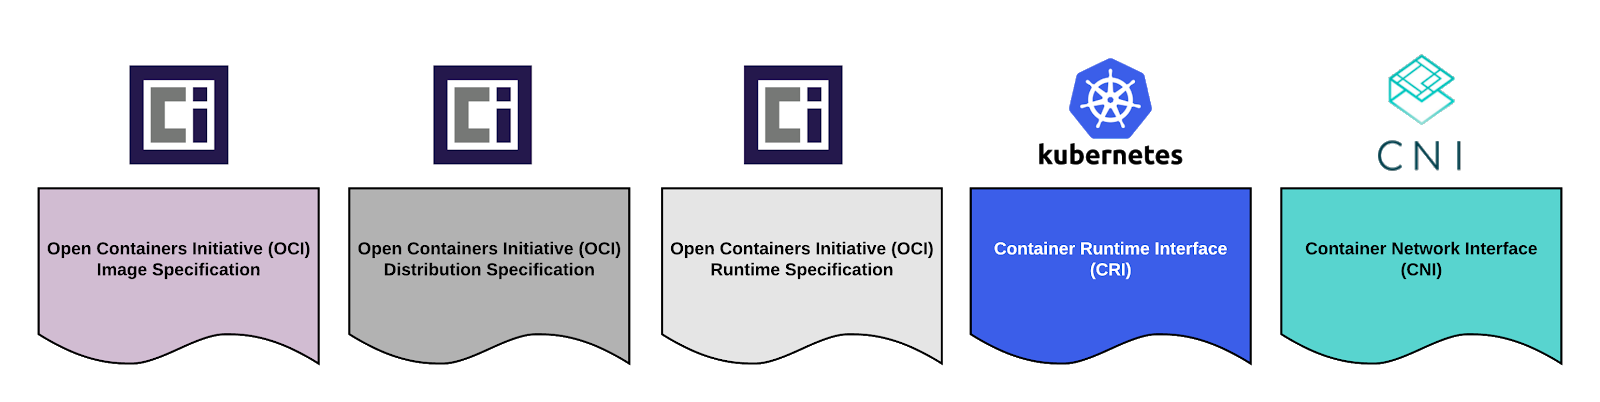 Ci
Ci
Ci
kubernetes
CNI
Open Containers Initiative (OCI)
Image Specification
Open Containers Initiative (OCI)
Distribution Specification
Open Containers Initiative (OCI)
Runtime Specification
Container Runtime Interface
(CRI)
Container Network Interface
(CNI)